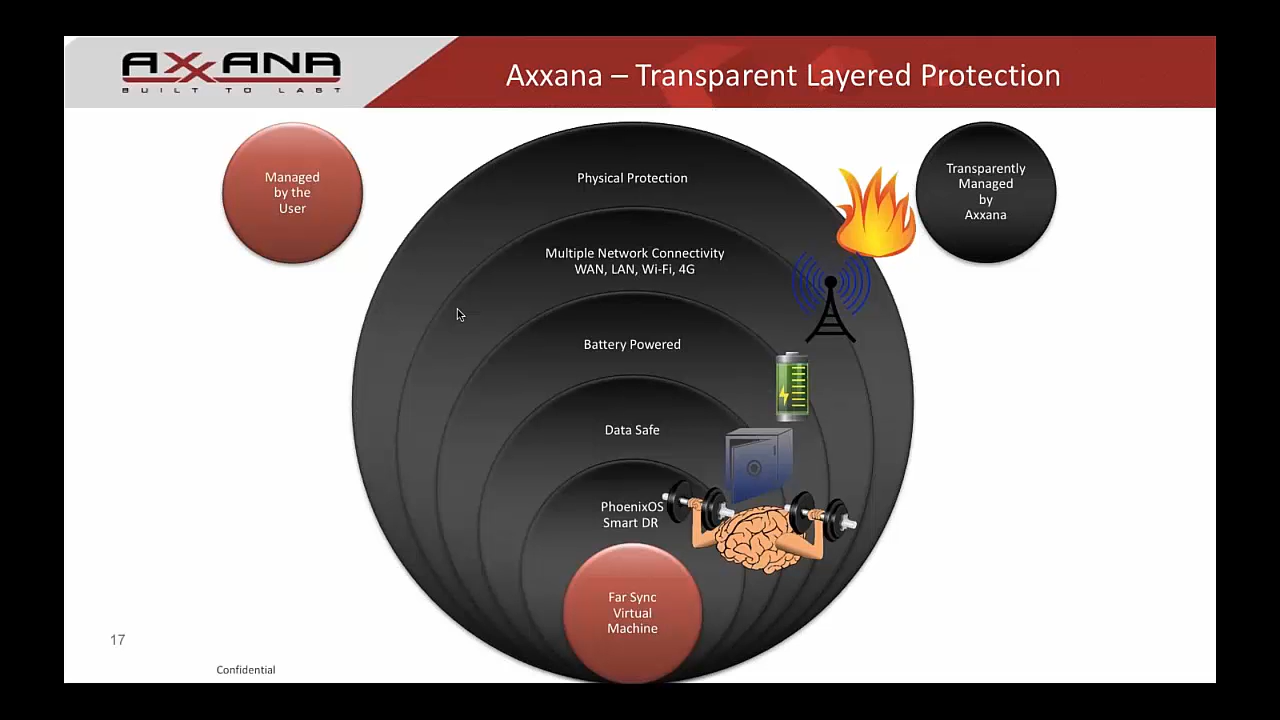 AXXANA
BUILT TO LAST
Axxana – Transparent Layered Protection
Managed
by the
User
Transparently
Managed
by
Axxana
Physical Protection
Multiple Network Connectivity
WAN, LAN, Wi-Fi, 4G
Battery Powered
Data Safe
PhoenixOS
Smart DR
Far Sync
Virtual
Machine
17
Confidential